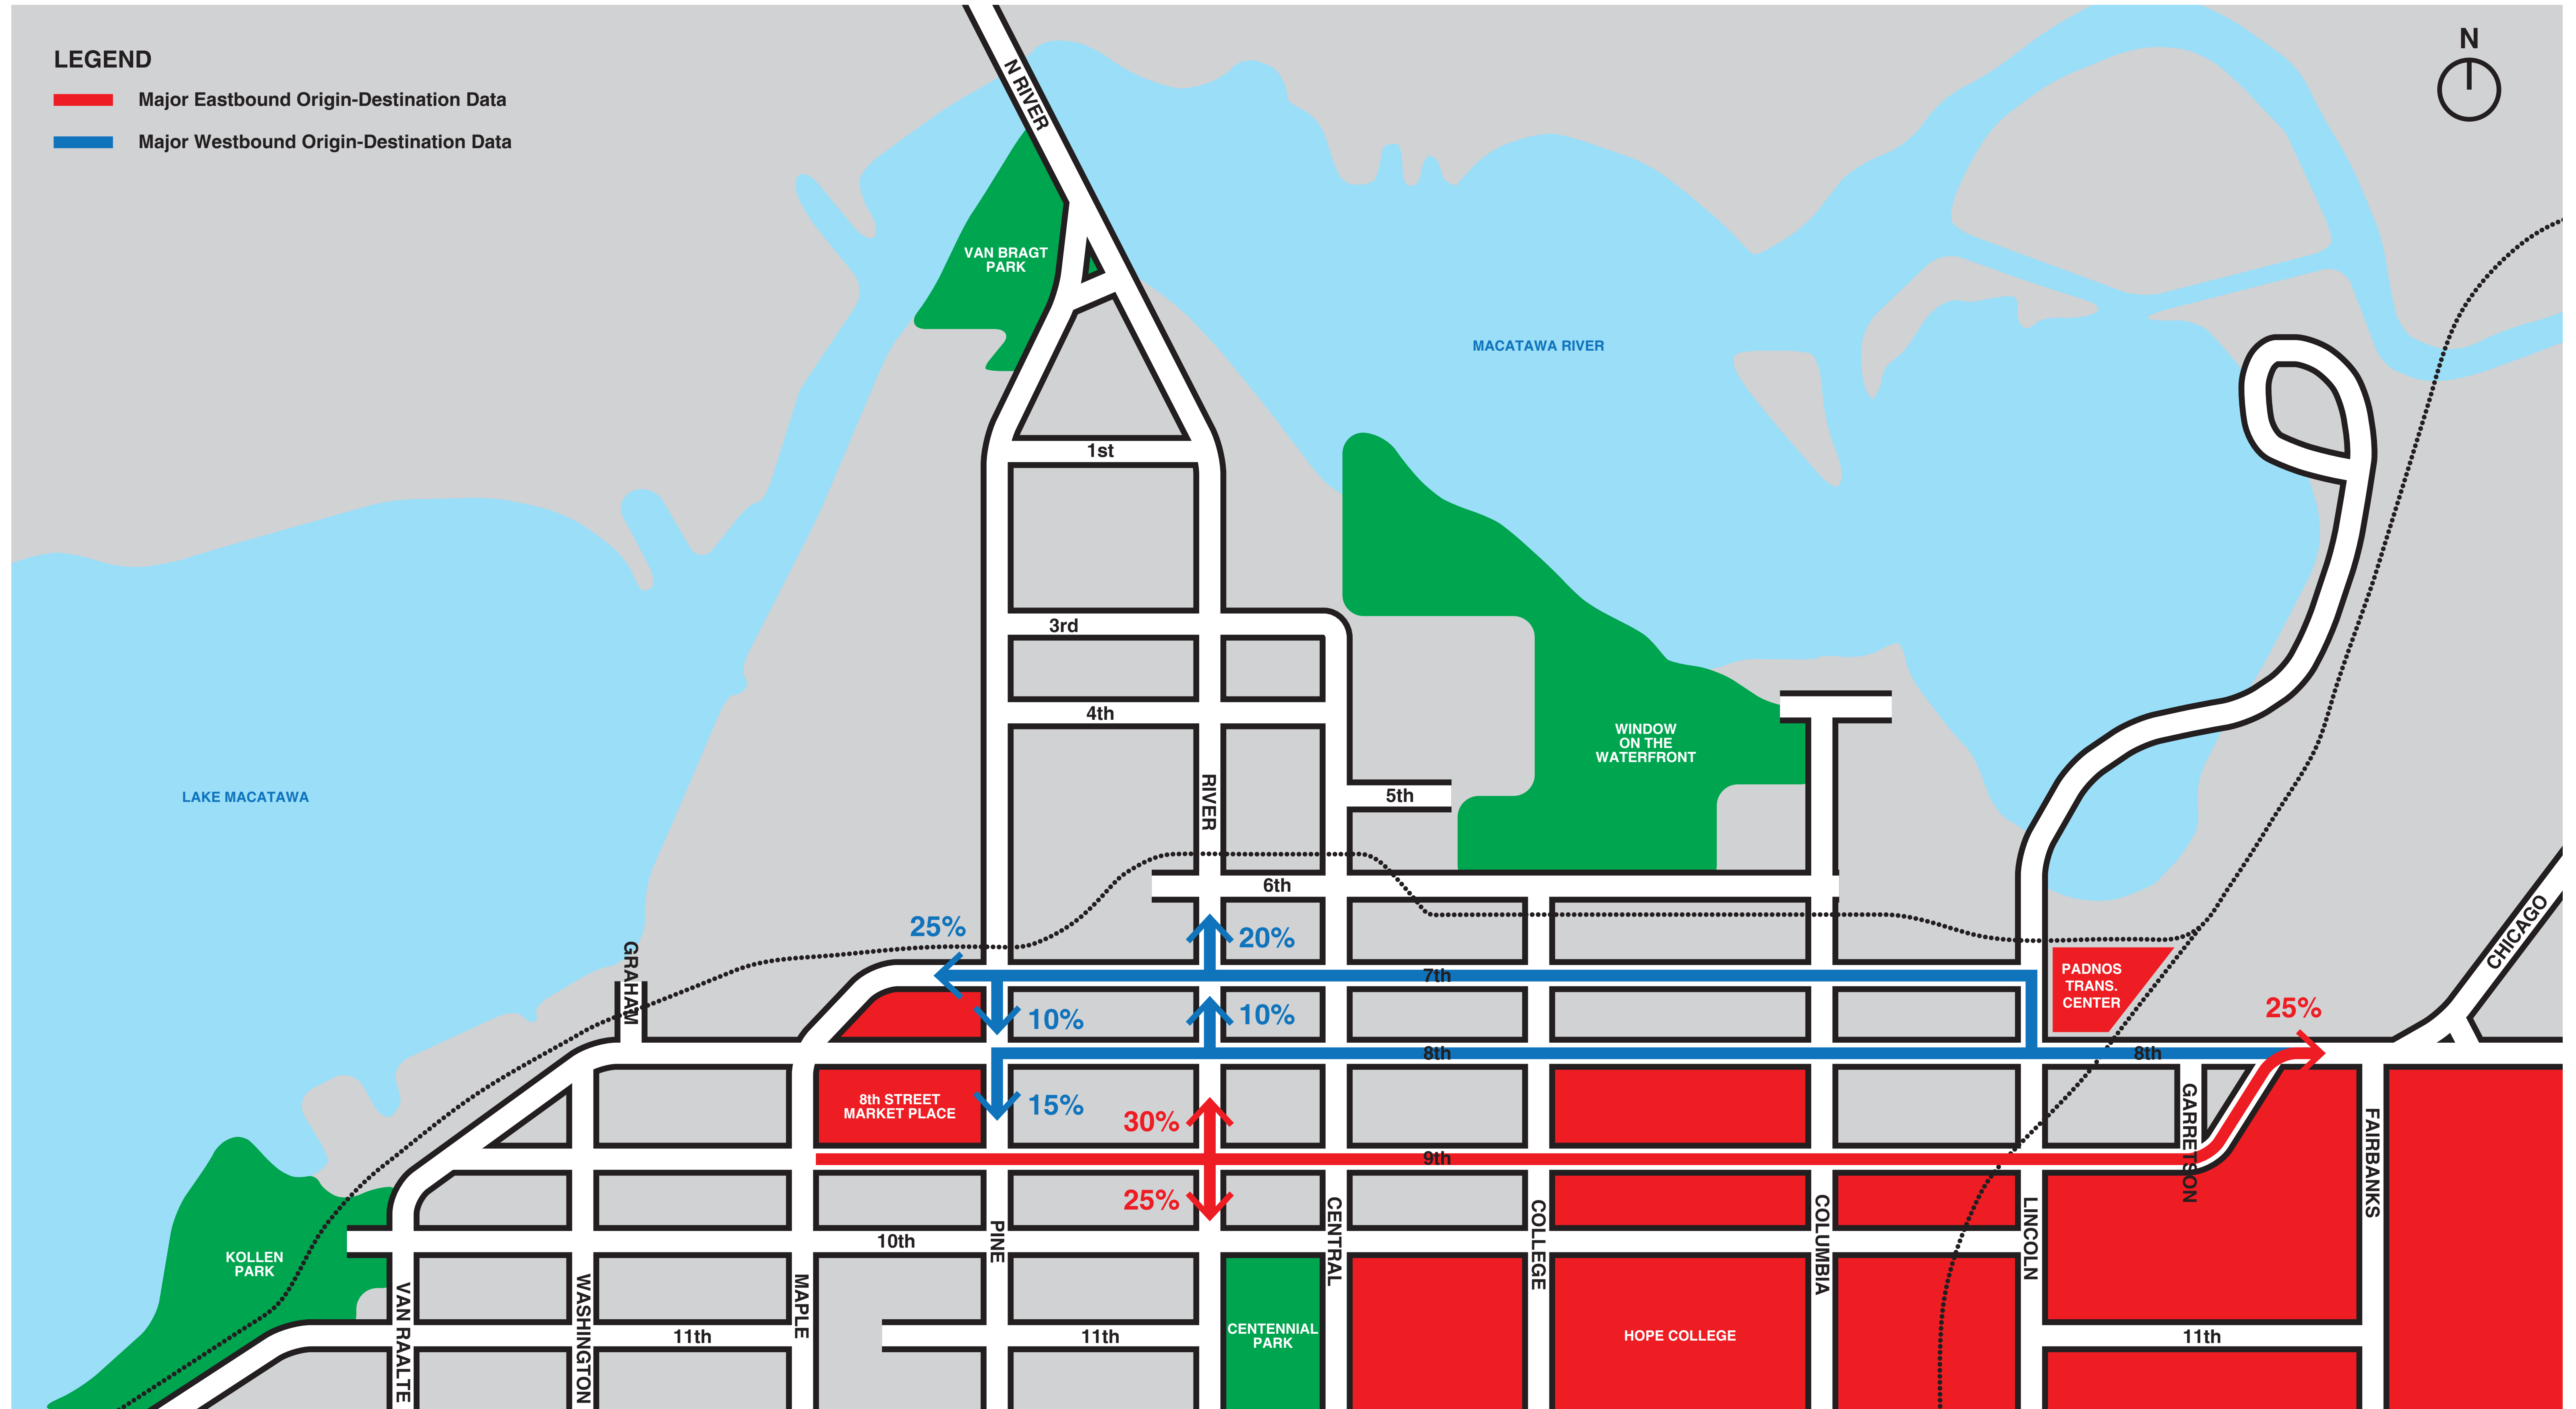 LEGEND
Major Eastbound Origin-Destination Data
Major Westbound Origin-Destination Data
N
N RIVER
VAN BRAGT
PARK
MACATAWA RIVER
1st
3rd
4th
RIVER
5th
WINDOW
ON THE
WATERFRONT
LAKE MACATAWA
6th
CHICAGO
25%
20%
GRAHAM
7th
PADNOS
TRANS.
CENTER
10%
10%
25%
8th
8th
8th STREET
MARKET PLACE
15%
30%
GARRETSON
FAIRBANKS
9th
25%
CENTRAL
COLLEGE
COLUMBIA
LINCOLN
PINE
10th
KOLLEN
PARK
VAN RAALTE
WASHINGTON
MAPLE
11th
11th
CENTENNIAL
PARK
HOPE COLLEGE
11th